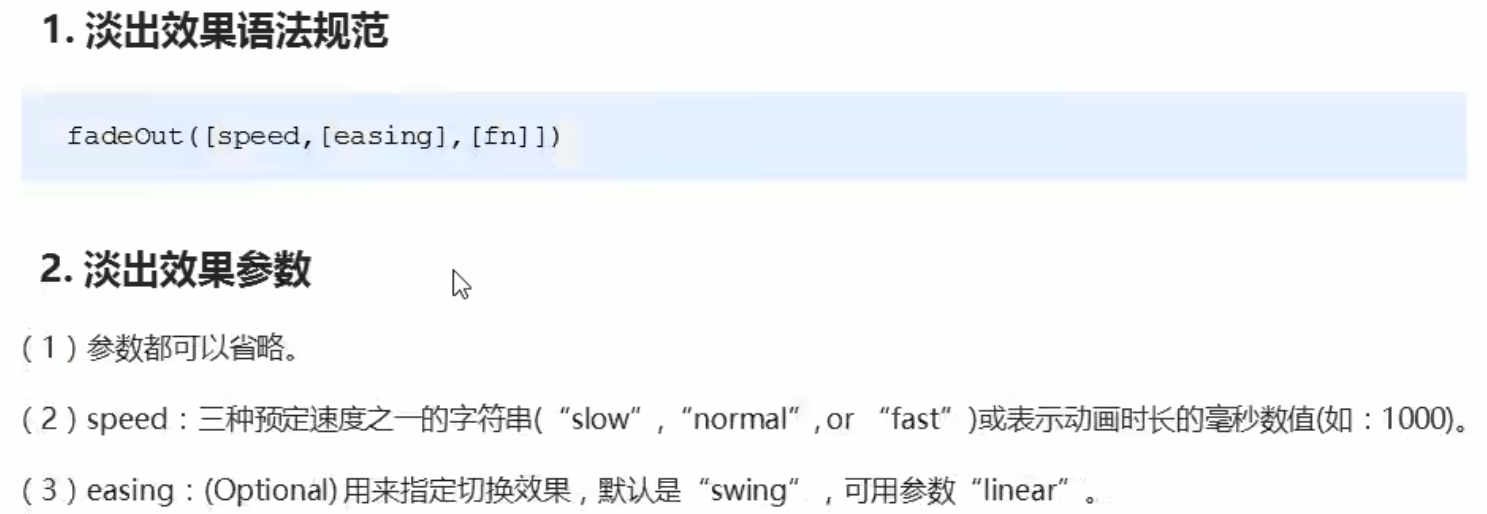 1. 淡出效果语法规范
fadeOut([speed,[easing],[fn]])
2. 淡出效果参数
(1)参数都可以省略。
(2)speed:三种预定速度之一的字符串(“slow”,“normal”,or “fast”)或表示动画时长的毫秒数值(如:1000)。
(3)easing:(Optional)用来指定切换效果,默认是“swing”,可用参数“linear”。